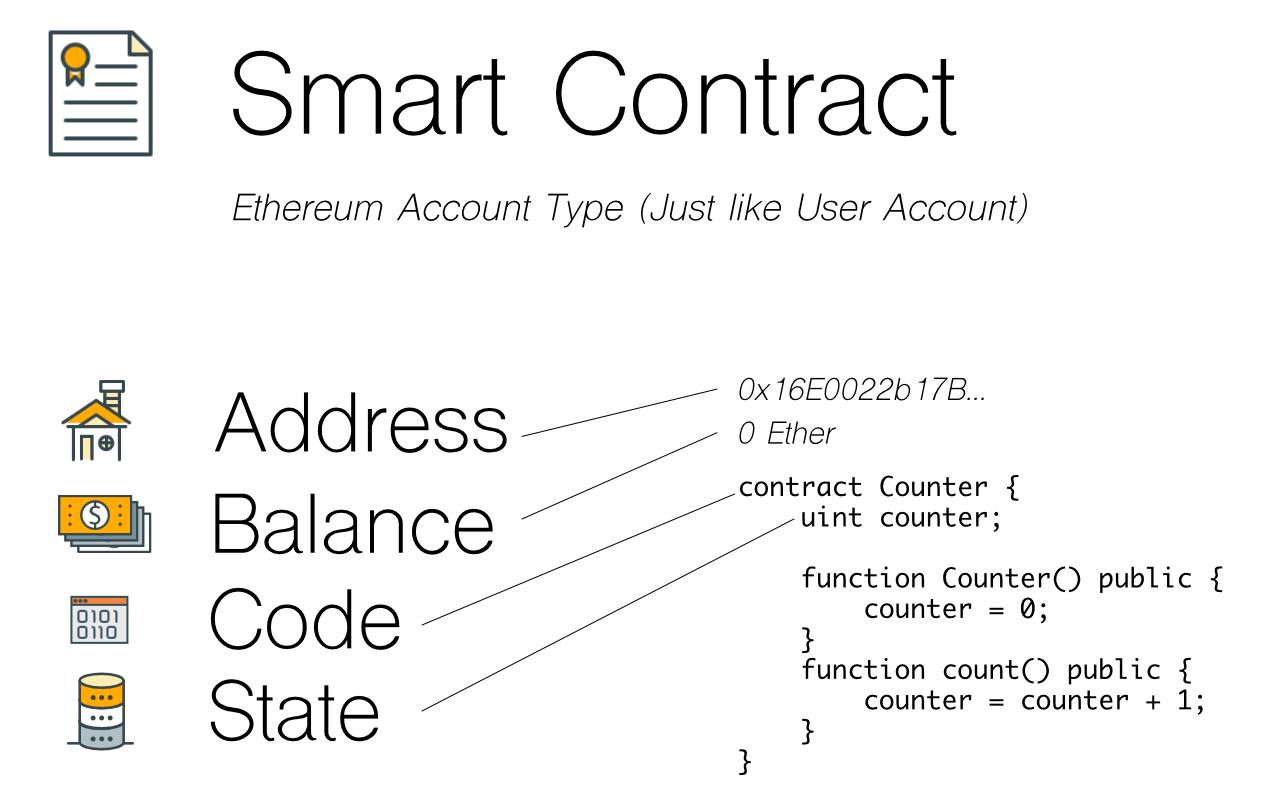 Smart Contract
Ethereum Account Type (Just like User Account)
Address
Balance
$
Code
0101
0110
State
0x16E0022b17B...
0 Ether
contract Counter {
    uint counter;

    function Counter() public {
        counter = 0;
    }
    function count() public {
        counter = counter + 1;
    }
}